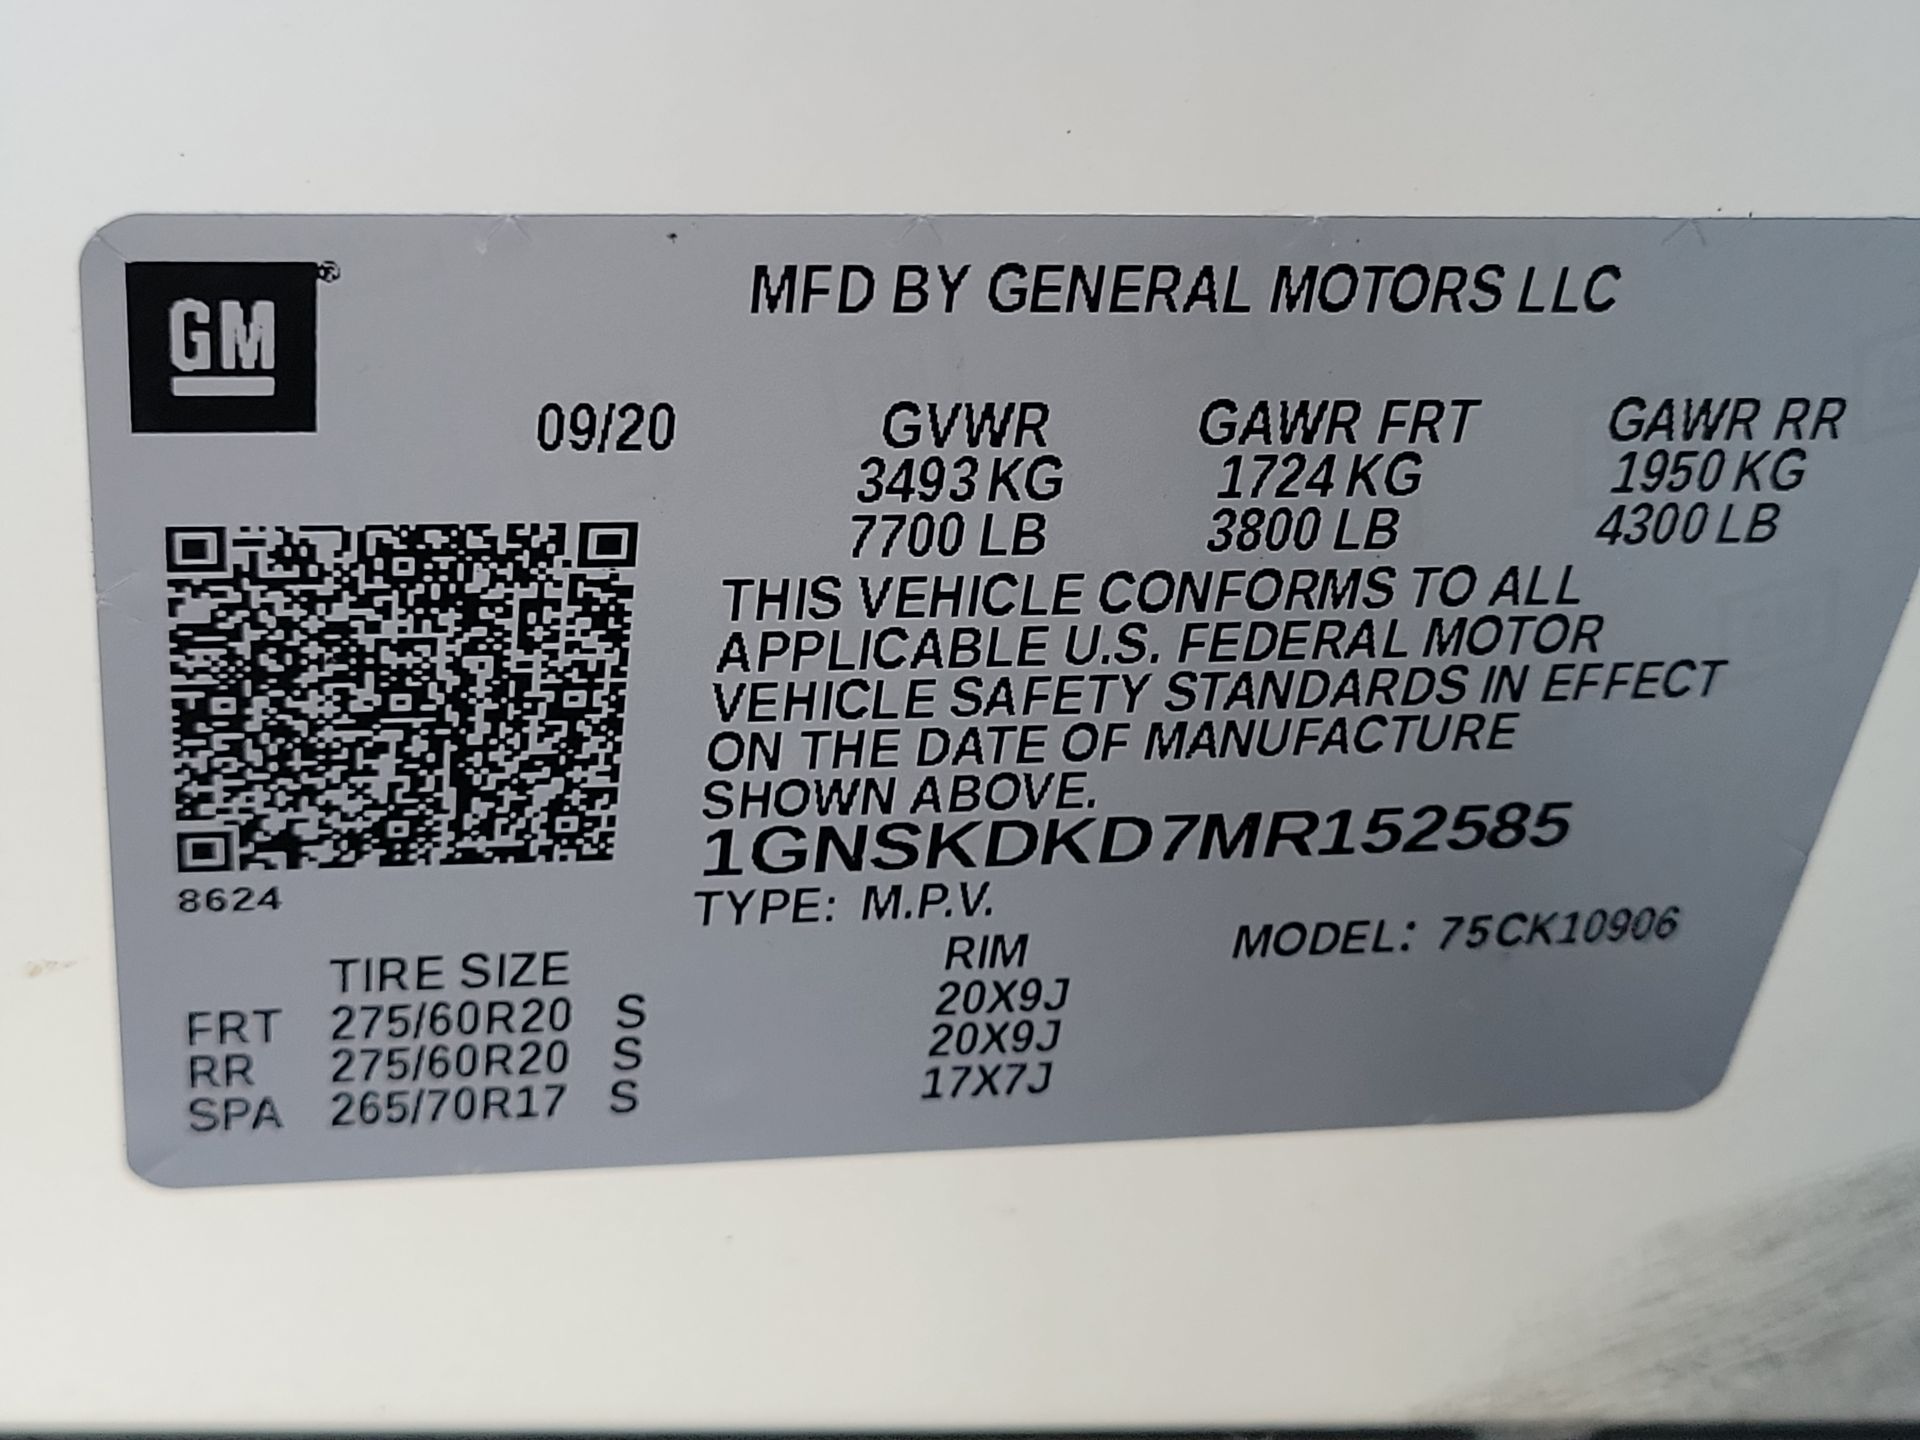 GM®
MFD BY GENERAL MOTORS LLC
09/20 GVWR GAWR FRT GAWR RR
3493 KG 1724 KG 1950 KG
7700 LB 3800 LB 4300 LB
THIS VEHICLE CONFORMS TO ALL
APPLICABLE U.S. FEDERAL MOTOR
VEHICLE SAFETY STANDARDS IN EFFECT
ON THE DATE OF MANUFACTURE
SHOWN ABOVE.
1GNSKDKD7MR152585
8624
TYPE: M.P.V. MODEL: 75CK10906
TIRE SIZE RIM
FRT 275/60R20 S 20X9J
RR 275/60R20 S 20X9J
SPA 265/70R17 S 17X7J